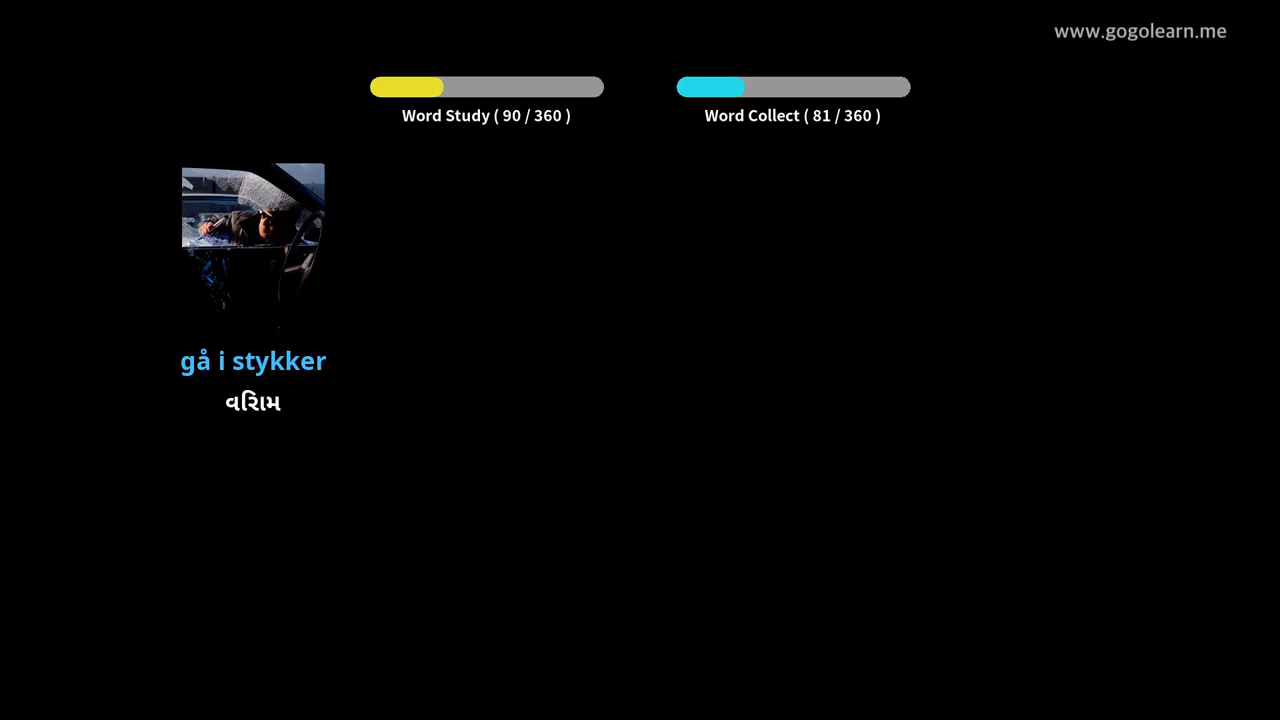 www.gogolearn.me
Word Study ( 90 / 360 )
Word Collect ( 81 / 360 )
gå i stykker
વિરામ